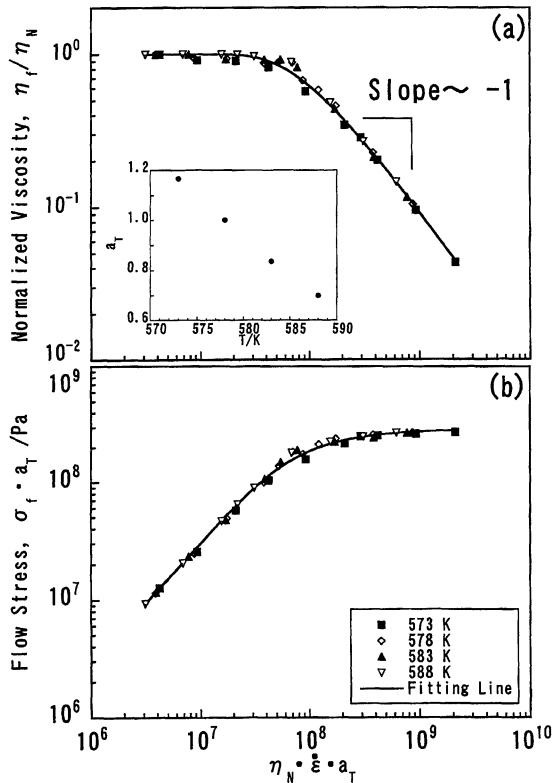 (a)
Normalized Viscosity, η_f/η_N
10^0
10^-1
10^-2
Slope~ -1
1.2
1.0
0.8
0.6
a_T
570 575 580 585 590
T/K
(b)
Flow Stress, σ_f・a_T /Pa
10^9
10^8
10^7
10^6
573 K
578 K
583 K
588 K
Fitting Line
10^6 10^7 10^8 10^9 10^10
η_N・ε̇・a_T